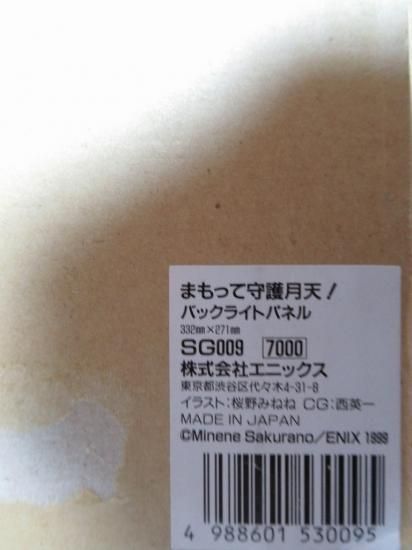 まもって守護月天!
バックライトパネル
332mm×271mm
SG009 7000
株式会社エニックス
東京都渋谷区代々木4-31-8
イラスト:桜野みねね CG:西英一
MADE IN JAPAN
©Minene Sakurano/ENIX 1998
4 988601 530095